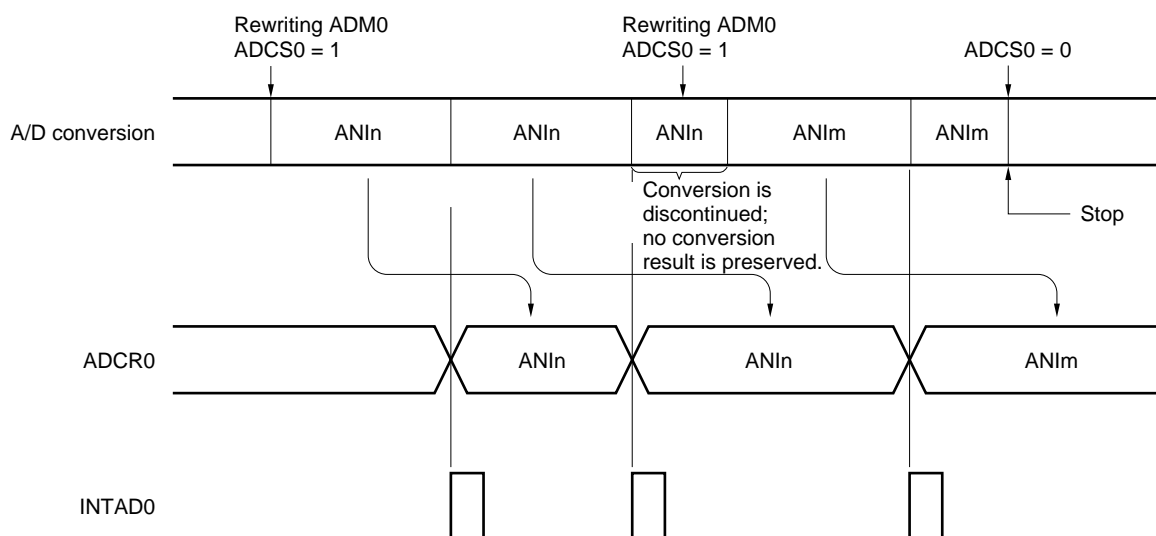 Rewriting ADM0
ADCS0 = 1
Rewriting ADM0
ADCS0 = 1
ADCS0 = 0
A/D conversion
ANIn
ANIn
ANIn
ANIm
ANIm
Conversion is
discontinued;
no conversion
result is preserved.
Stop
ADCR0
ANIn
ANIn
ANIm
INTAD0